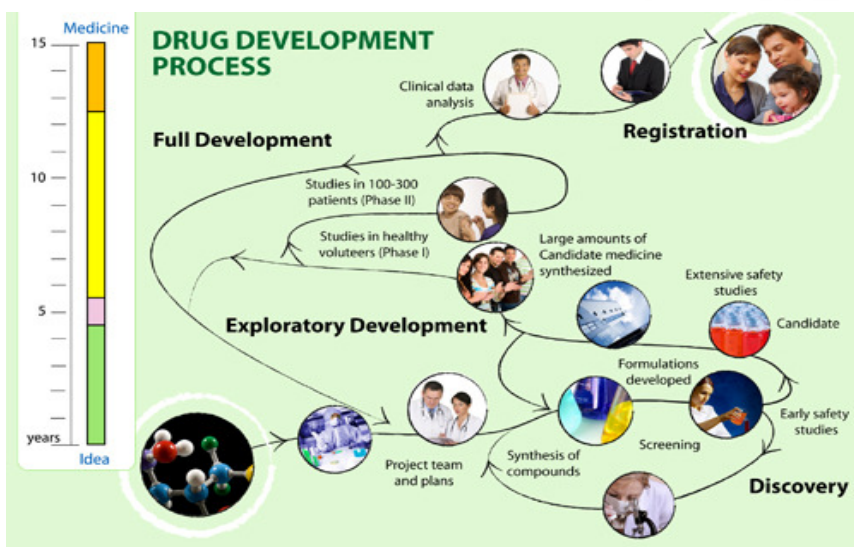 Medicine
15
10
5
years
Idea
DRUG DEVELOPMENT
PROCESS
Clinical data
analysis
Registration
Full Development
Studies in 100-300
patients (Phase II)
Studies in healthy
voluteers (Phase I)
Large amounts of
Candidate medicine
synthesized
Extensive safety
studies
Candidate
Exploratory Development
Formulations
developed
Project team
and plans
Synthesis of
compounds
Screening
Early safety
studies
Discovery